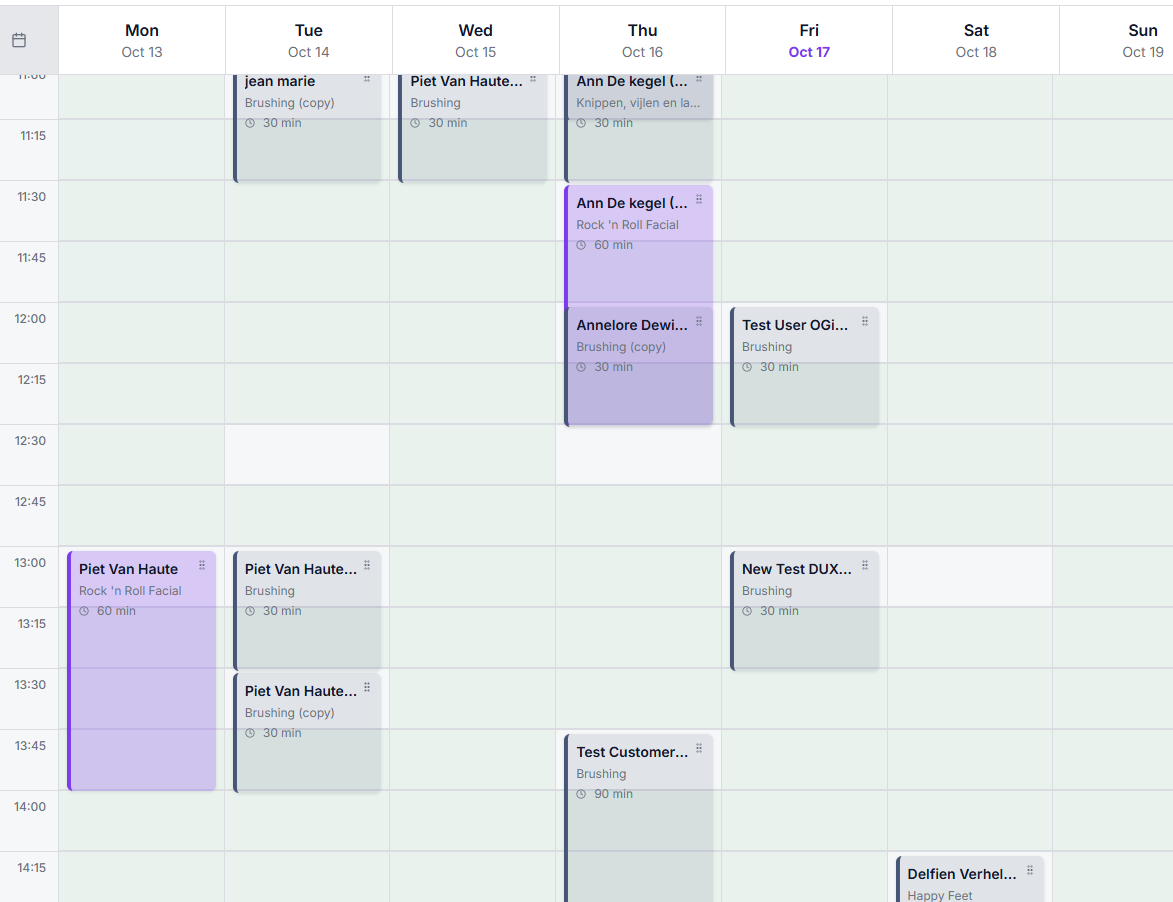 Mon
Oct 13
Tue
Oct 14
Wed
Oct 15
Thu
Oct 16
Fri
Oct 17
Sat
Oct 18
Sun
Oct 19
11:00
jean marie
Brushing (copy)
30 min
Piet Van Haute...
Brushing
30 min
Ann De kegel (...
Knippen, vijlen en la...
30 min
11:15
11:30
Ann De kegel (...
Rock 'n Roll Facial
60 min
11:45
12:00
Annelore Dewi...
Brushing (copy)
30 min
Test User OGi...
Brushing
30 min
12:15
12:30
12:45
13:00
Piet Van Haute
Rock 'n Roll Facial
60 min
Piet Van Haute...
Brushing
30 min
New Test DUX...
Brushing
30 min
13:15
13:30
Piet Van Haute...
Brushing (copy)
30 min
13:45
Test Customer...
Brushing
90 min
14:00
14:15
Delfien Verhel...
Happy Feet